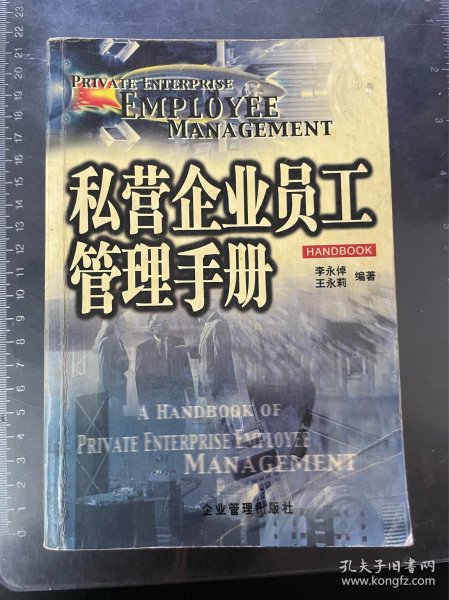 PRIVATE ENTERPRISE
EMPLOYEE
MANAGEMENT
私营企业员工
管理手册
HANDBOOK
李永倬
王永莉
编著
A HANDBOOK OF
PRIVATE ENTERPRISE EMPLOYEE
MANAGEMENT
企业管理出版社
孔夫子旧书网
www.kongfz.com